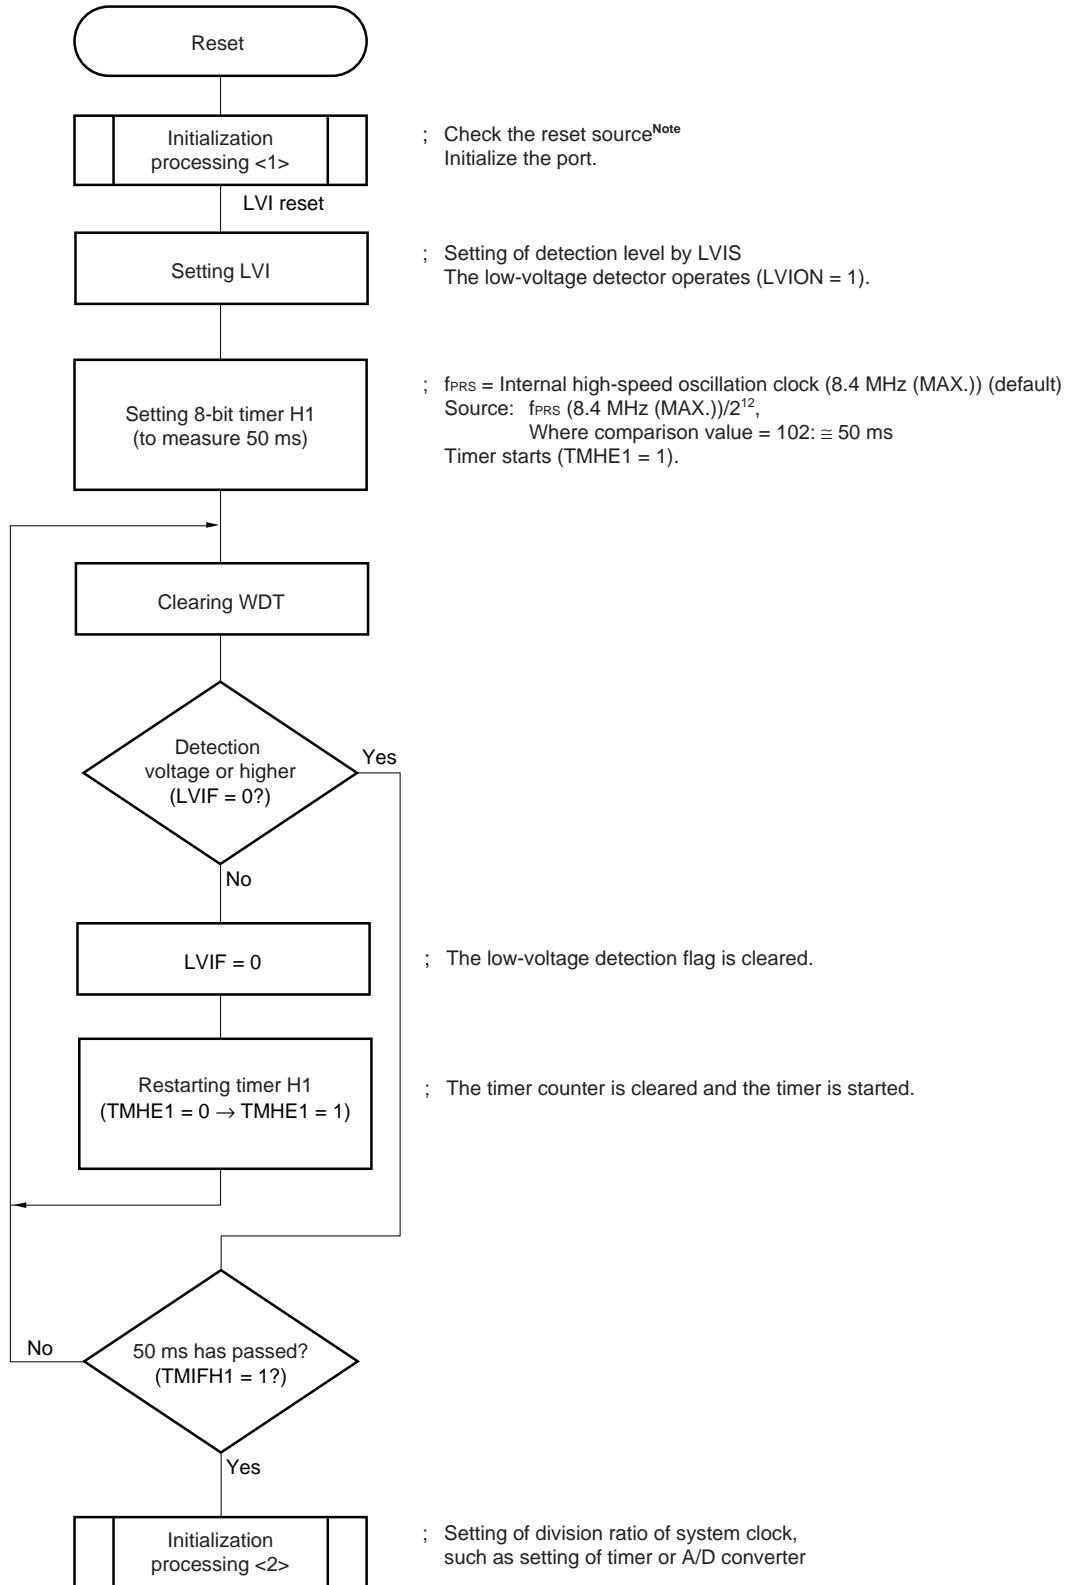 Reset
Initialization
processing <1>
; Check the reset sourceNote
Initialize the port.
LVI reset
Setting LVI
; Setting of detection level by LVIS
The low-voltage detector operates (LVION = 1).
Setting 8-bit timer H1
(to measure 50 ms)
; fPRS = Internal high-speed oscillation clock (8.4 MHz (MAX.)) (default)
Source: fPRS (8.4 MHz (MAX.))/2¹²,
Where comparison value = 102: ≅ 50 ms
Timer starts (TMHE1 = 1).
Clearing WDT
Detection
voltage or higher
(LVIF = 0?)
Yes
No
LVIF = 0
; The low-voltage detection flag is cleared.
Restarting timer H1
(TMHE1 = 0 → TMHE1 = 1)
; The timer counter is cleared and the timer is started.
No
50 ms has passed?
(TMIFH1 = 1?)
Yes
Initialization
processing <2>
; Setting of division ratio of system clock,
such as setting of timer or A/D converter